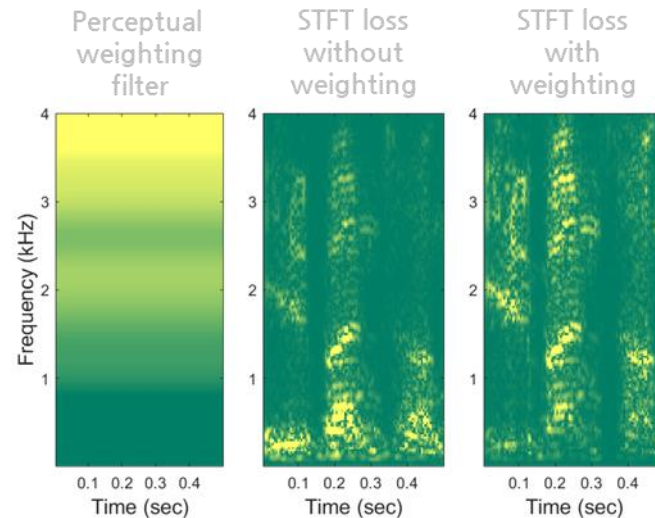 Perceptual
weighting
filter
STFT loss
without
weighting
STFT loss
with
weighting
Frequency (kHz)
4
3
2
1
0.1 0.2 0.3 0.4
Time (sec)
4
3
2
1
0.1 0.2 0.3 0.4
Time (sec)
4
3
2
1
0.1 0.2 0.3 0.4
Time (sec)